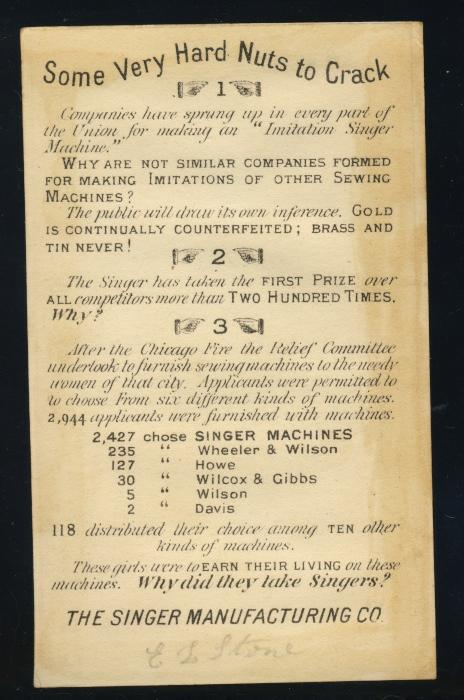 Some Very Hard Nuts to Crack
1
Companies have sprung up in every part of
the Union for making an "Imitation Singer
Machine."
WHY ARE NOT SIMILAR COMPANIES FORMED
FOR MAKING IMITATIONS OF OTHER SEWING
MACHINES?
The public will draw its own inference. GOLD
IS CONTINUALLY COUNTERFEITED; BRASS AND
TIN NEVER!
2
The Singer has taken the FIRST PRIZE over
ALL competitors more than TWO HUNDRED TIMES.
Why?
3
After the Chicago Fire the Relief Committee
undertook to furnish sewing machines to the needy
women of that city. Applicants were permitted to
to choose From six different kinds of machines.
2,944 applicants were furnished with machines.
2,427 chose SINGER MACHINES
235 " Wheeler & Wilson
127 " Howe
30 " Wilcox & Gibbs
5 " Wilson
2 " Davis
118 distributed their choice among TEN other
kinds of machines.
These girls were to EARN THEIR LIVING on these
machines. Why did they take Singers?
THE SINGER MANUFACTURING CO.
E L Stone